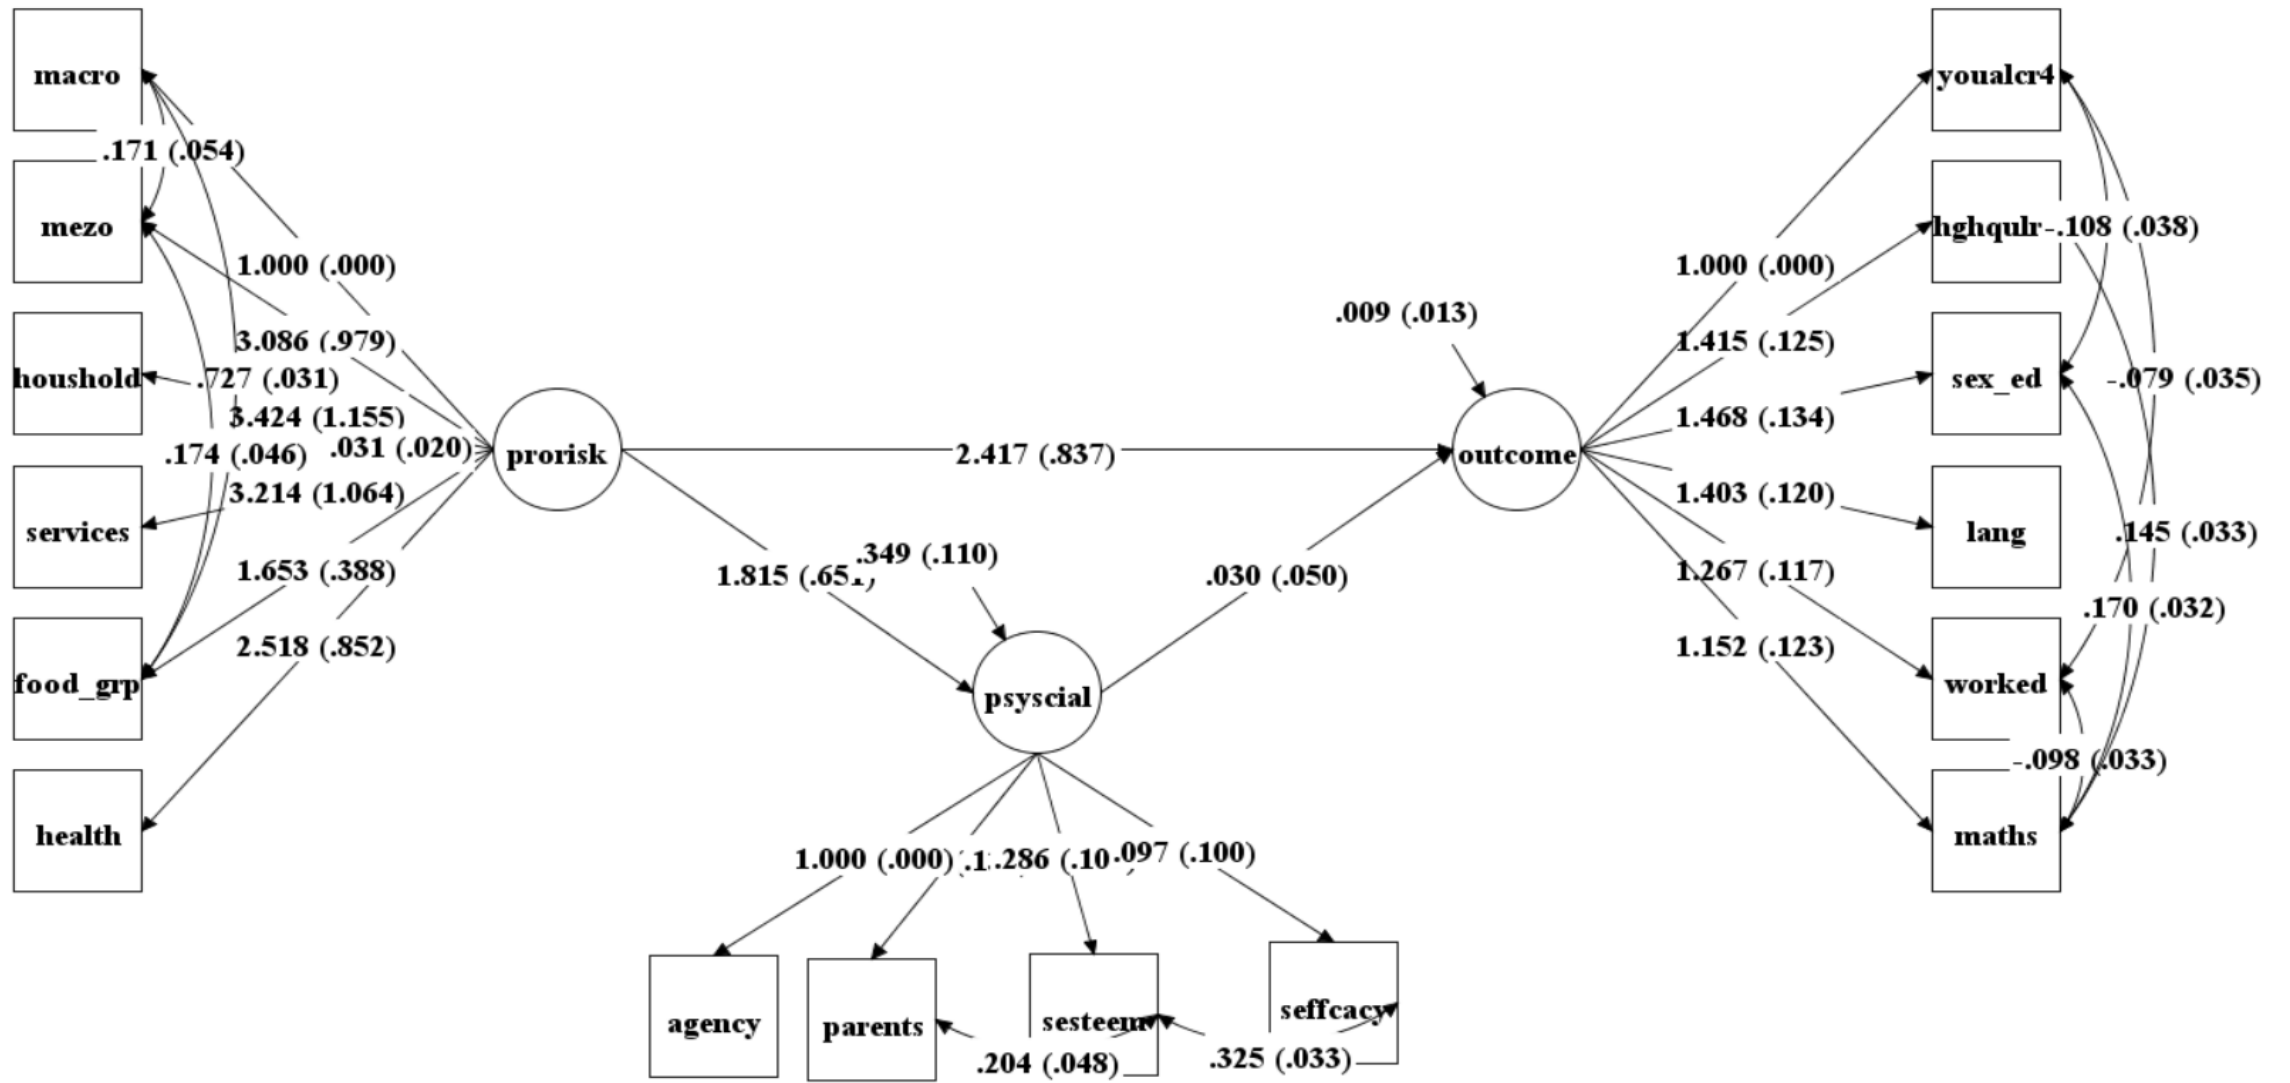 macro
.171 (.054)
mezo
houshold
services
food_grp
health
1.000 (.000)
3.086 (.979)
.727 (.031)
3.424 (1.155)
.174 (.046)
.031 (.020)
3.214 (1.064)
1.653 (.388)
2.518 (.852)
prorisk
2.417 (.837)
1.815
.349 (.110)
psyscial
.030 (.050)
.009 (.013)
outcome
1.000 (.000)
1.415 (.125)
1.468 (.134)
1.403 (.120)
1.267 (.117)
1.152 (.123)
youalcr4
hghqulr
-.108 (.038)
sex_ed
-.079 (.035)
lang
.145 (.033)
.170 (.032)
worked
-.098 (.033)
maths
1.000 (.000)
.286
.097 (.100)
agency
parents
sesteem
seffcacy
.204 (.048)
.325 (.033)